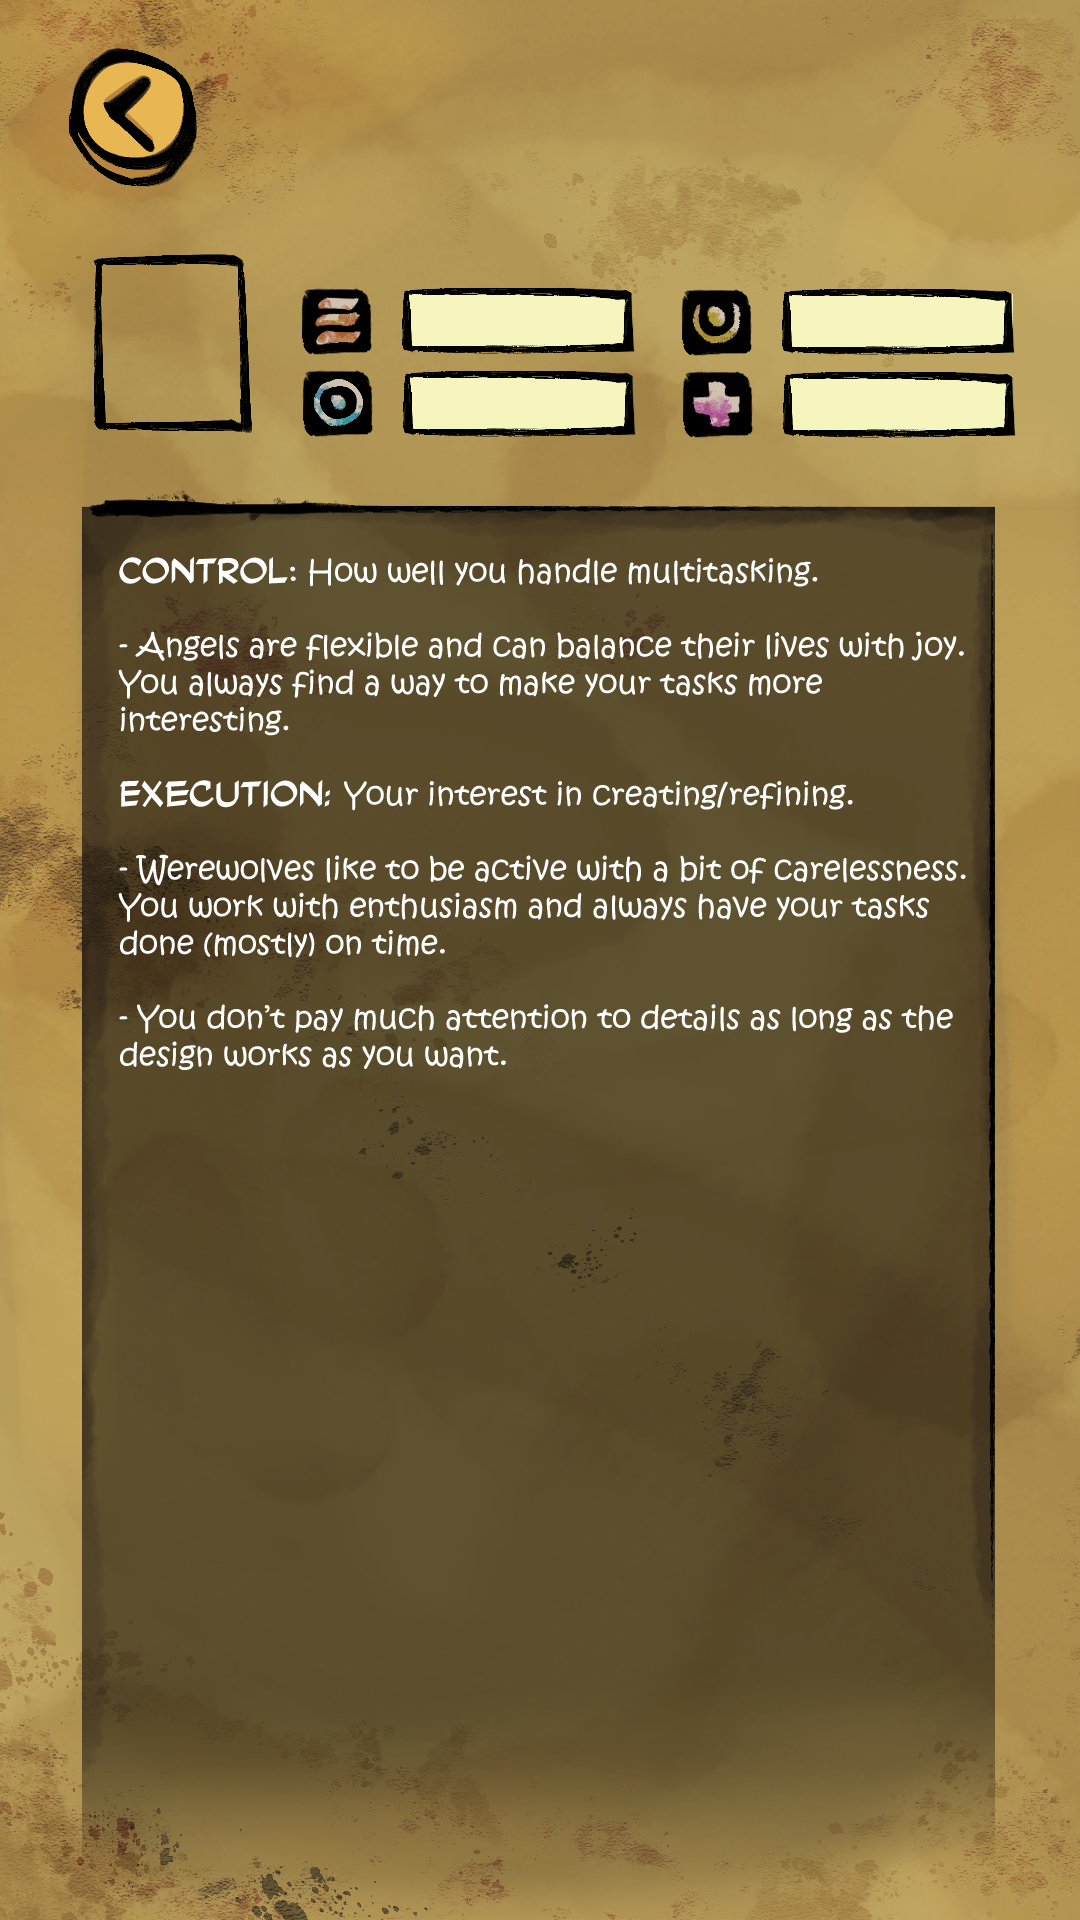 CONTROL: How well you handle multitasking.
- Angels are flexible and can balance their lives with joy.
You always find a way to make your tasks more
interesting.
EXECUTION: Your interest in creating/refining.
- Werewolves like to be active with a bit of carelessness.
You work with enthusiasm and always have your tasks
done (mostly) on time.
- You don’t pay much attention to details as long as the
design works as you want.